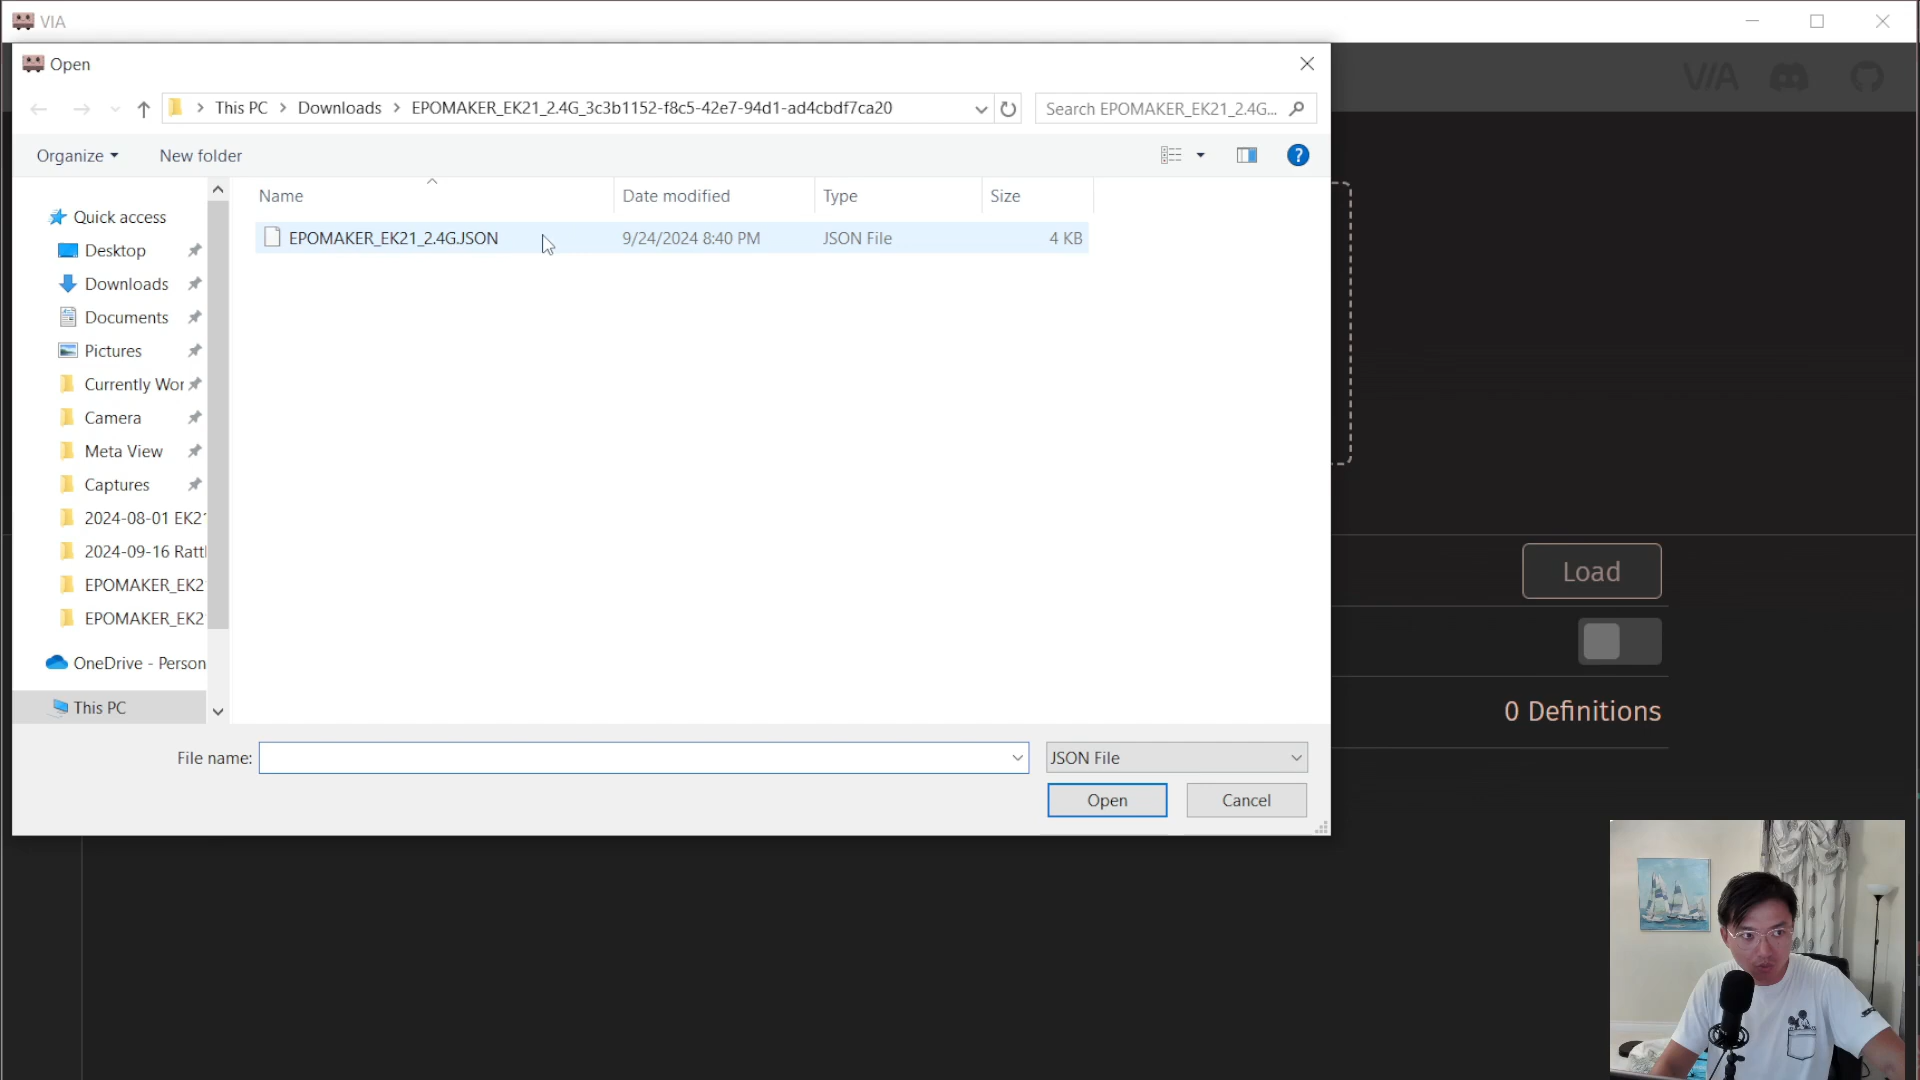 VIA
Open
This PC > Downloads > EPOMAKER_EK21_2.4G_3c3b1152-f8c5-42e7-94d1-ad4cbdf7ca20
Search EPOMAKER_EK21_2.4G...
VIA
Organize
New folder
?
Name
Date modified
Type
Size
EPOMAKER_EK21_2.4G.JSON
9/24/2024 8:40 PM
JSON File
4 KB
Quick access
Desktop
Downloads
Documents
Pictures
Currently Wor
Camera
Meta View
Captures
2024-08-01 EK21
2024-09-16 Rattl
EPOMAKER_EK2
EPOMAKER_EK2
OneDrive - Person
This PC
Load
0 Definitions
File name:
JSON File
Open
Cancel